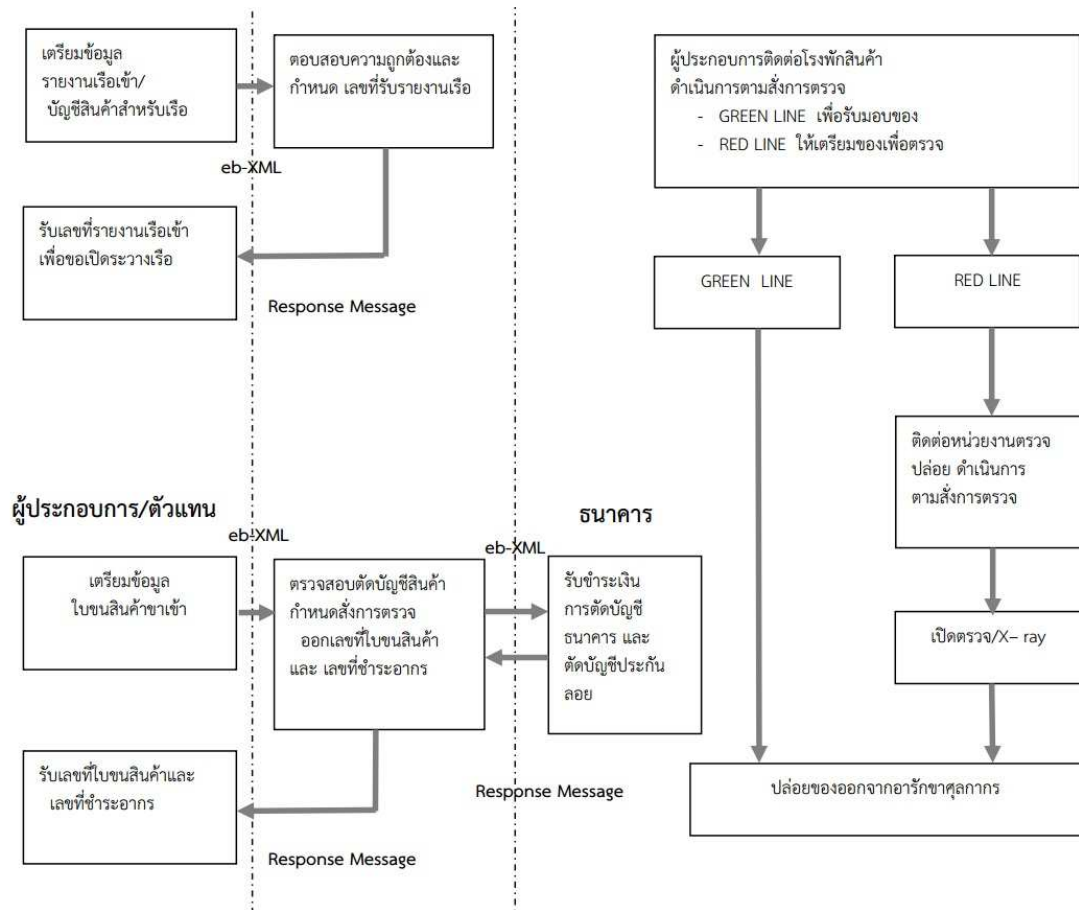 เตรียมข้อมูล
รายงานเรือเข้า/
บัญชีสินค้าสำหรับเรือ
ตอบสอบความถูกต้องและ
กำหนด เลขที่รับรายงานเรือ
eb-XML
รับเลขที่รายงานเรือเข้า
เพื่อขอเปิดระวางเรือ
Response Message
ผู้ประกอบการ/ตัวแทน
eb-XML
เตรียมข้อมูล
ใบขนสินค้าขาเข้า
ตรวจสอบตัดบัญชีสินค้า
กำหนดสั่งการตรวจ
ออกเลขที่ใบขนสินค้า
และ เลขที่ชำระอากร
ธนาคาร
eb-XML
รับชำระเงิน
การตัดบัญชี
ธนาคาร และ
ตัดบัญชีประกัน
ลอย
รับเลขที่ใบขนสินค้าและ
เลขที่ชำระอากร
Response Message
Response Message
ผู้ประกอบการติดต่อโรงพักสินค้า
ดำเนินการตามสั่งการตรวจ
- GREEN LINE เพื่อรับมอบของ
- RED LINE ให้เตรียมของเพื่อตรวจ
GREEN LINE
RED LINE
ติดต่อหน่วยงานตรวจ
ปล่อย ดำเนินการ
ตามสั่งการตรวจ
เปิดตรวจ/X– ray
ปล่อยของออกจากอารักขาศุลกากร